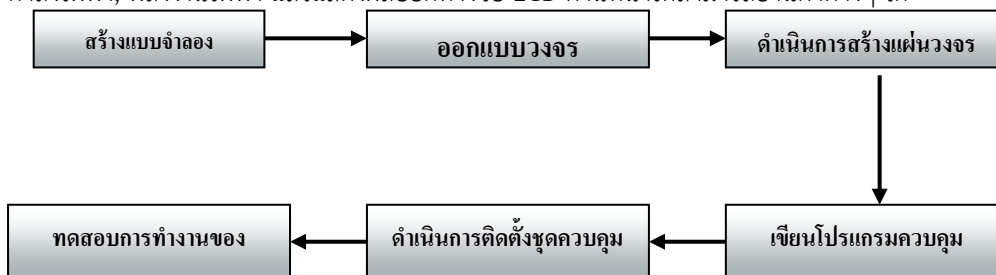 สร้างแบบจำลอง
ออกแบบวงจร
ดำเนินการสร้างแผ่นวงจร
เขียนโปรแกรมควบคุม
ดำเนินการติดตั้งชุดควบคุม
ทดสอบการทำงานของ